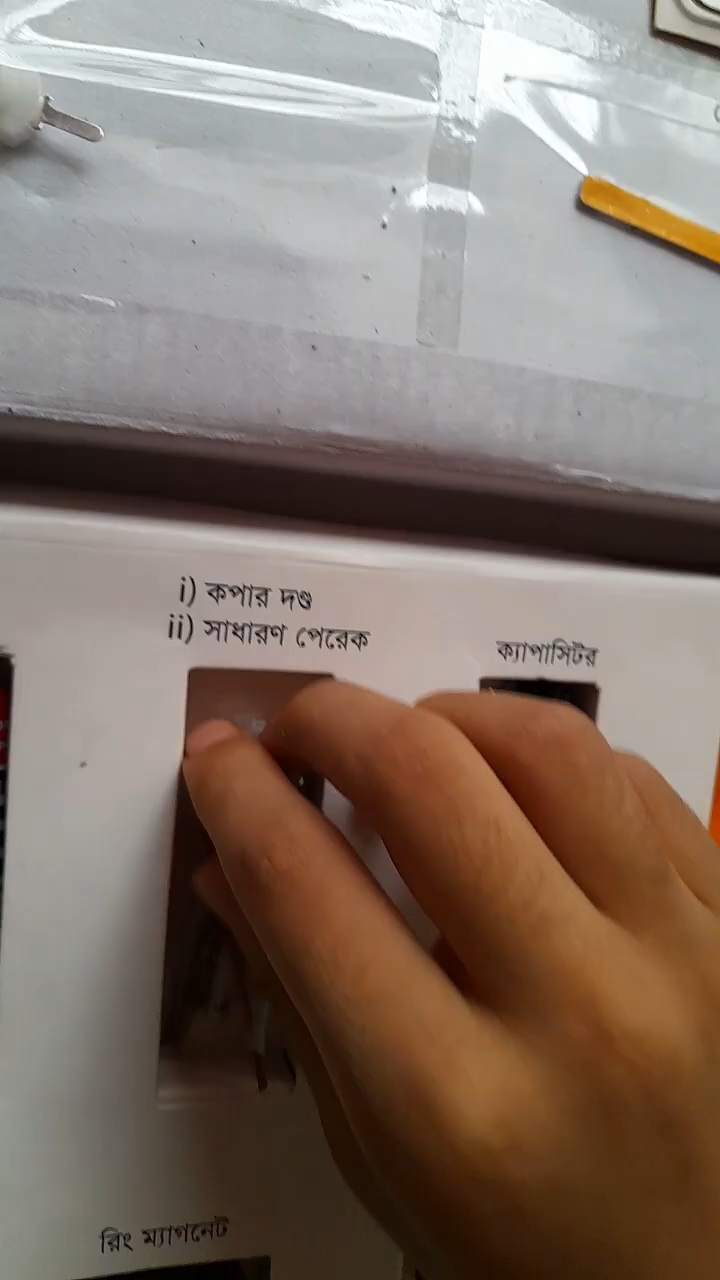 i) কপার দণ্ড
ii) সাধারণ পেরেক
ক্যাপাসিটর
রিং ম্যাগনেট